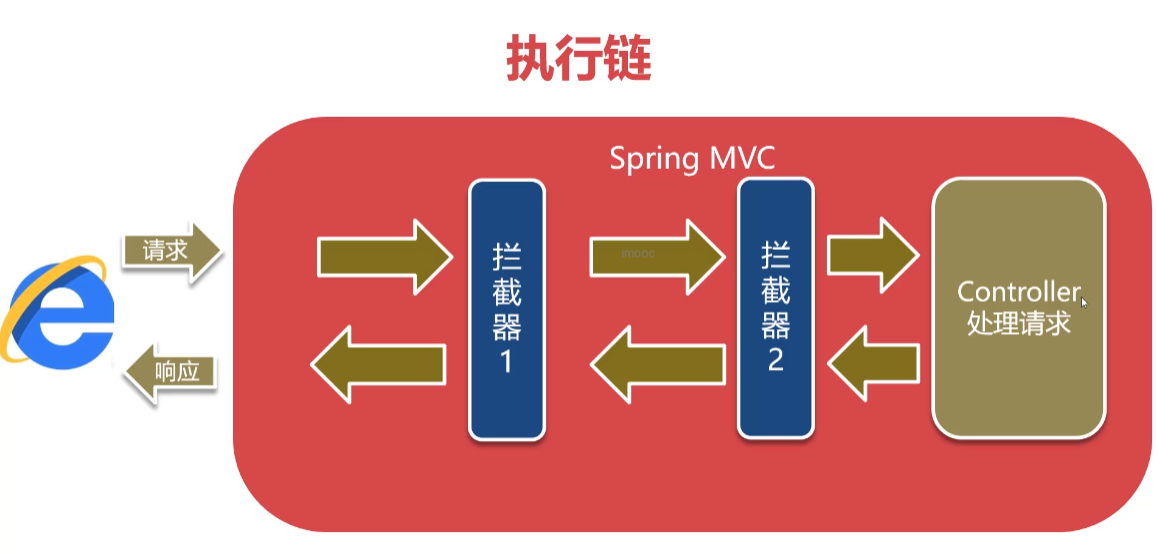 执行链
Spring MVC
请求
响应
拦
截
器
1
imooc
拦
截
器
2
Controller
处理请求